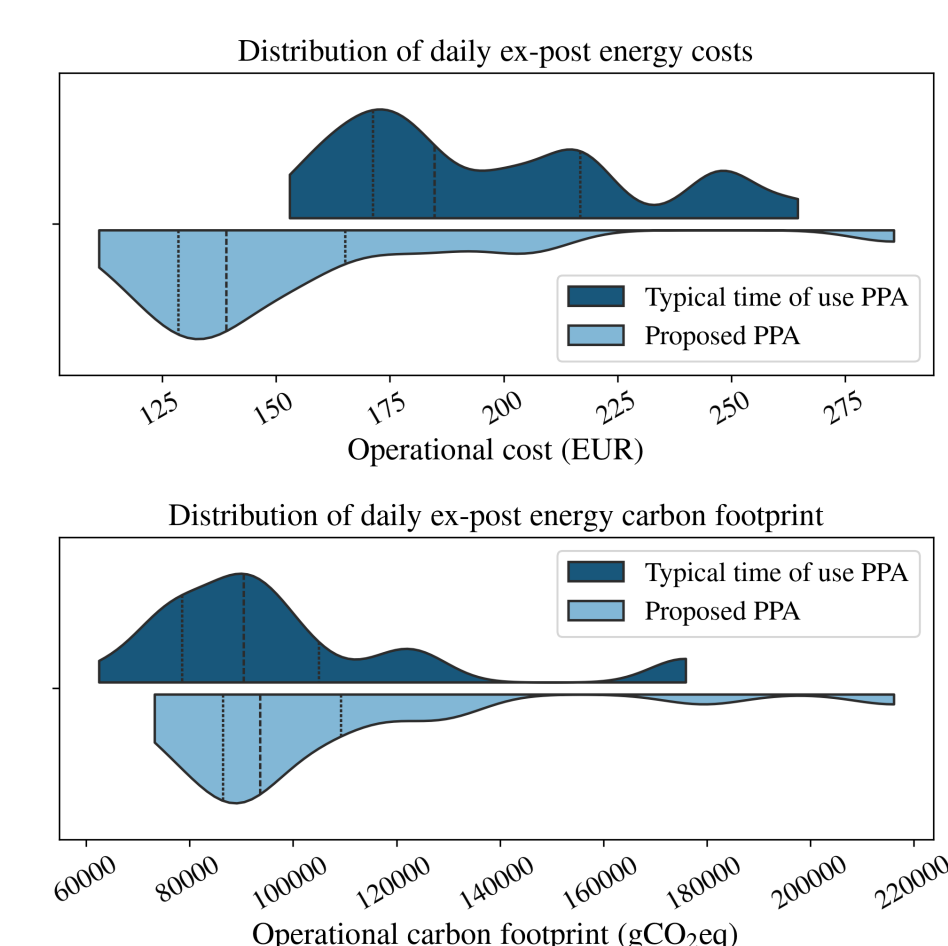 Distribution of daily ex-post energy costs
Typical time of use PPA
Proposed PPA
125 150 175 200 225 250 275
Operational cost (EUR)
Distribution of daily ex-post energy carbon footprint
Typical time of use PPA
Proposed PPA
60000 80000 100000 120000 140000 160000 180000 200000 220000
Operational carbon footprint (gCO₂eq)